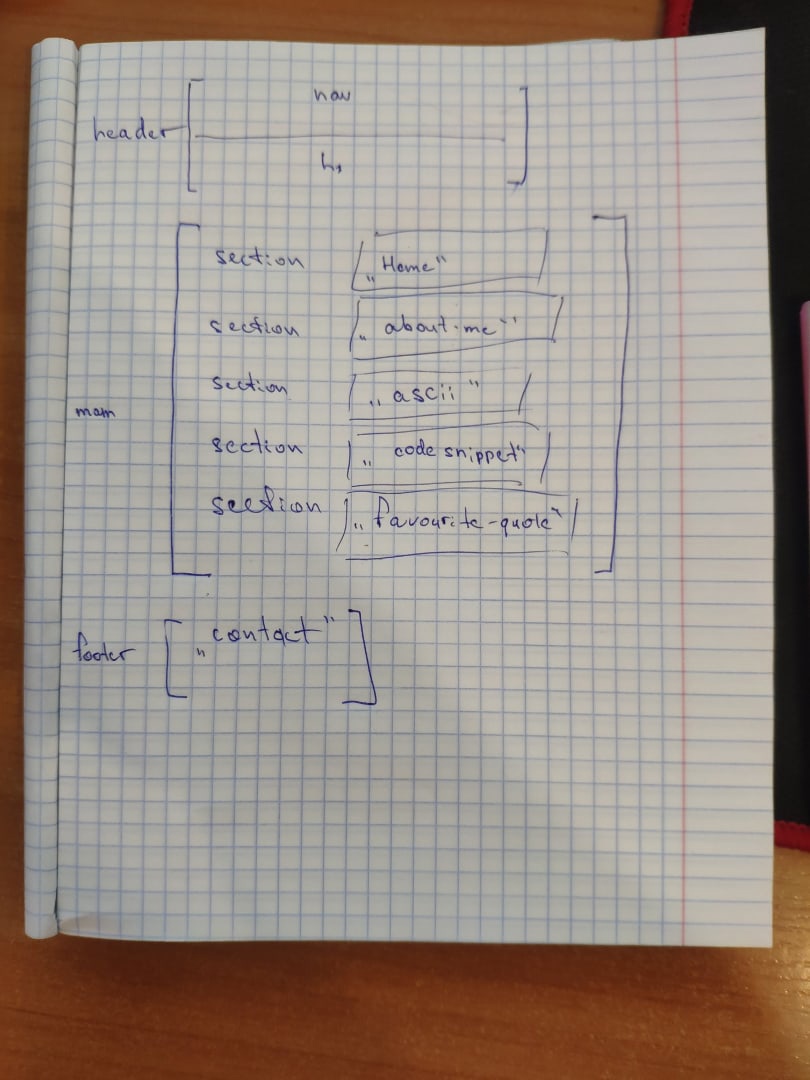 nav
header
h1
section „Home"
section „about-me"
section „ascii"
main
section „code snippet"
section „favourite-quote"
footer „contact"